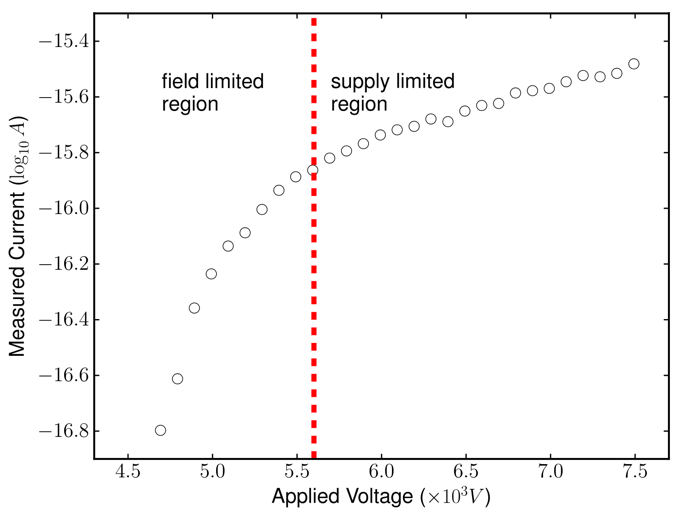 −15.4
−15.6
−15.8
−16.0
−16.2
−16.4
−16.6
−16.8
Measured Current (log₁₀ A)
field limited
region
supply limited
region
4.5 5.0 5.5 6.0 6.5 7.0 7.5
Applied Voltage (×10³V)